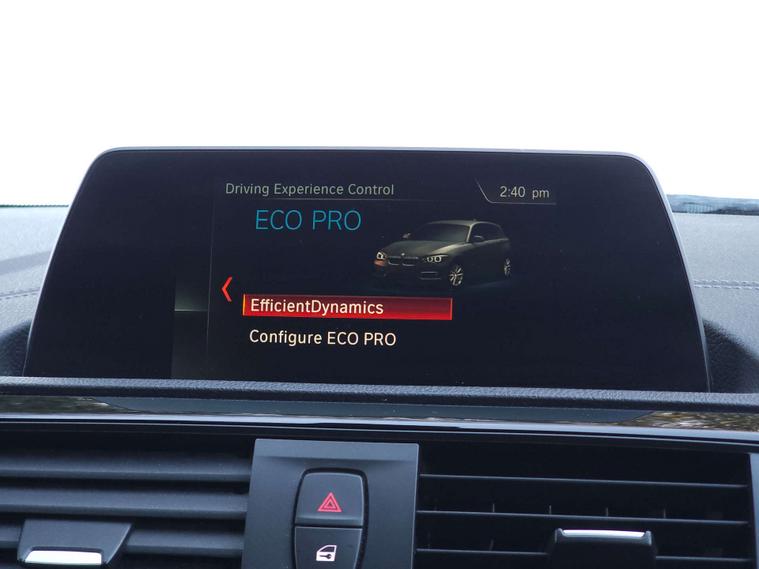 Driving Experience Control
2:40 pm
ECO PRO
EfficientDynamics
Configure ECO PRO